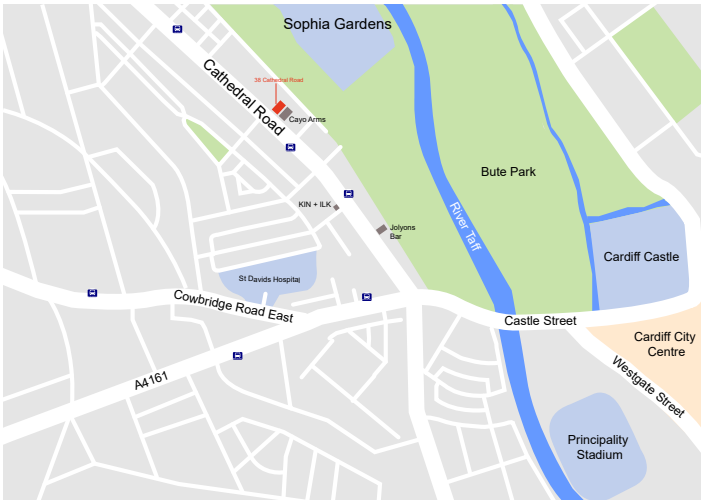 Sophia Gardens
Cathedral Road
38 Cathedral Road
Cayo Arms
Bute Park
KIN + ILK
River Taff
Jolyons
Bar
Cardiff Castle
St Davids Hospital
Cowbridge Road East
Castle Street
Cardiff City
Centre
A4161
Westgate Street
Principality
Stadium